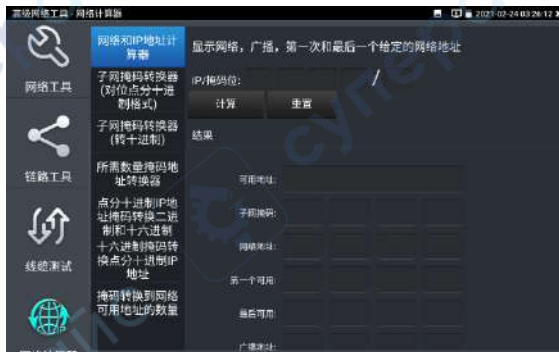 高级网络工具 - 网络计算器
2021-02-24 03:26:12
网络工具
链路工具
线缆测试
网络和IP地址计
算器
子网掩码转换器
(对位点分十进
制格式)
子网掩码转换器
(转十进制)
所需数量掩码地
址转换器
点分十进制IP地
址掩码转换二进
制和十六进制
十六进制掩码转
换点分十进制IP
地址
掩码转换到网络
可用地址的数量
显示网络，广播，第一次和最后一个给定的网络地址
IP/掩码位:
/
计算 重置
结果
可用地址:
子网掩码:
网络地址:
第一个可用:
最后可用:
广播地址: